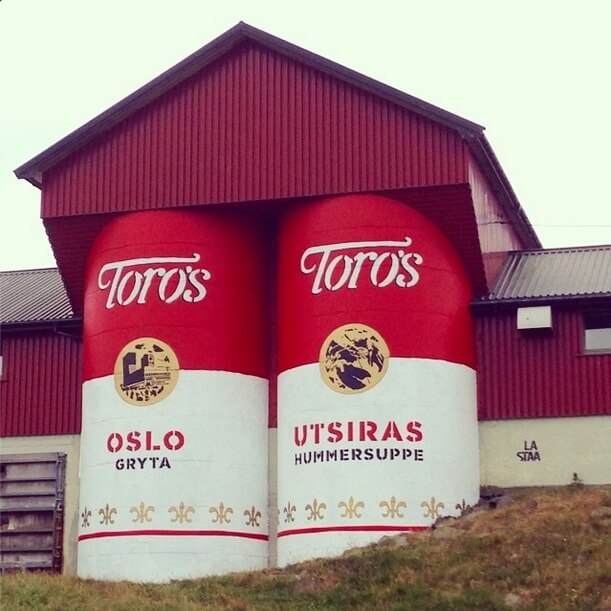 TORO'S
OSLO
GRYTA
TORO'S
UTSIRAS
HUMMERSUPPE
LA
STAA